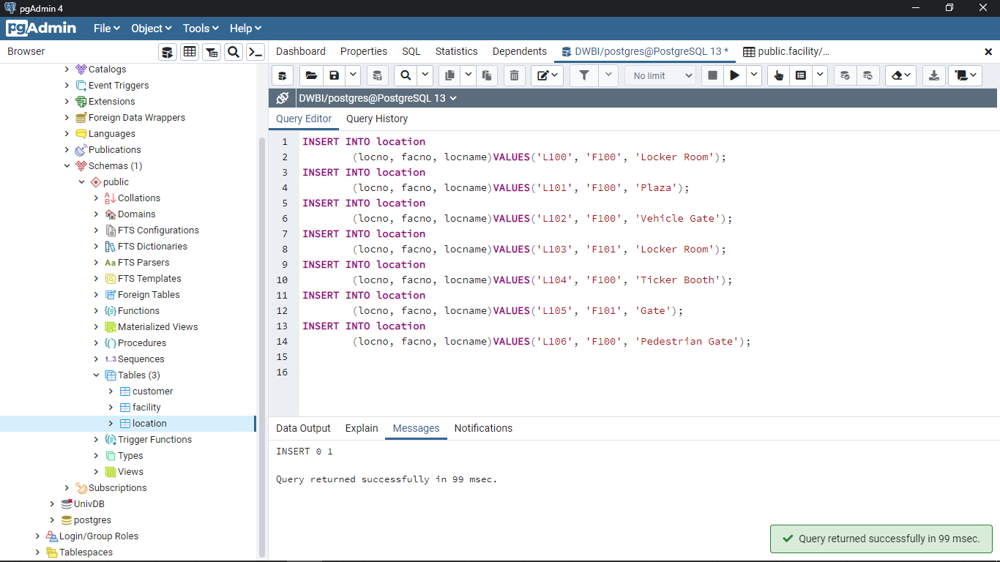 pgAdmin 4
pgAdmin File Object Tools Help
Browser
Catalogs
Event Triggers
Extensions
Foreign Data Wrappers
Languages
Publications
Schemas (1)
public
Collations
Domains
FTS Configurations
FTS Dictionaries
Aa FTS Parsers
FTS Templates
Foreign Tables
Functions
Materialized Views
Procedures
1..3 Sequences
Tables (3)
customer
facility
location
Trigger Functions
Types
Views
Subscriptions
UnivDB
postgres
Login/Group Roles
Tablespaces
Dashboard Properties SQL Statistics Dependents DWBI/postgres@PostgreSQL 13 * public.facility/...
No limit
DWBI/postgres@PostgreSQL 13
Query Editor Query History
1 INSERT INTO location
2 (locno, facno, locname)VALUES('L100', 'F100', 'Locker Room');
3 INSERT INTO location
4 (locno, facno, locname)VALUES('L101', 'F100', 'Plaza');
5 INSERT INTO location
6 (locno, facno, locname)VALUES('L102', 'F100', 'Vehicle Gate');
7 INSERT INTO location
8 (locno, facno, locname)VALUES('L103', 'F101', 'Locker Room');
9 INSERT INTO location
10 (locno, facno, locname)VALUES('L104', 'F100', 'Ticker Booth');
11 INSERT INTO location
12 (locno, facno, locname)VALUES('L105', 'F101', 'Gate');
13 INSERT INTO location
14 (locno, facno, locname)VALUES('L106', 'F100', 'Pedestrian Gate');
15
16
Data Output Explain Messages Notifications
INSERT 0 1
Query returned successfully in 99 msec.
Query returned successfully in 99 msec.